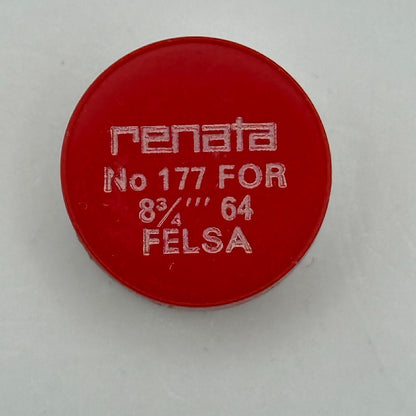 renata
No 177 FOR
8¾''' 64
FELSA